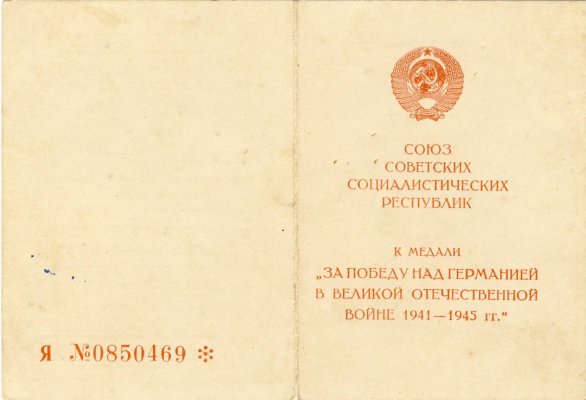 Я №0850469 *
СОЮЗ
СОВЕТСКИХ
СОЦИАЛИСТИЧЕСКИХ
РЕСПУБЛИК
К МЕДАЛИ
„ЗА ПОБЕДУ НАД ГЕРМАНИЕЙ
В ВЕЛИКОЙ ОТЕЧЕСТВЕННОЙ
ВОЙНЕ 1941—1945 гг.“